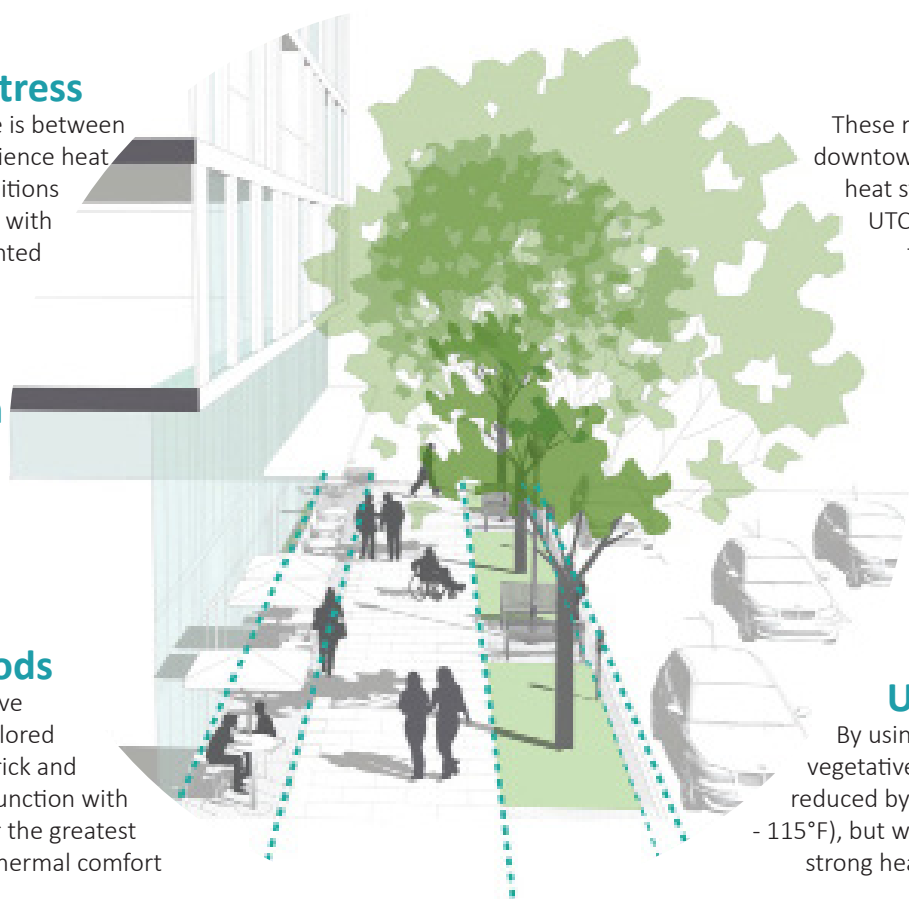 tress
e is between
ience heat
itions
with
nted
These r
downtow
heat s
UTC
ods
ve
lored
rick and
unction with
r the greatest
hermal comfort
U
By usin
vegetative
reduced by
- 115°F), but w
strong hea